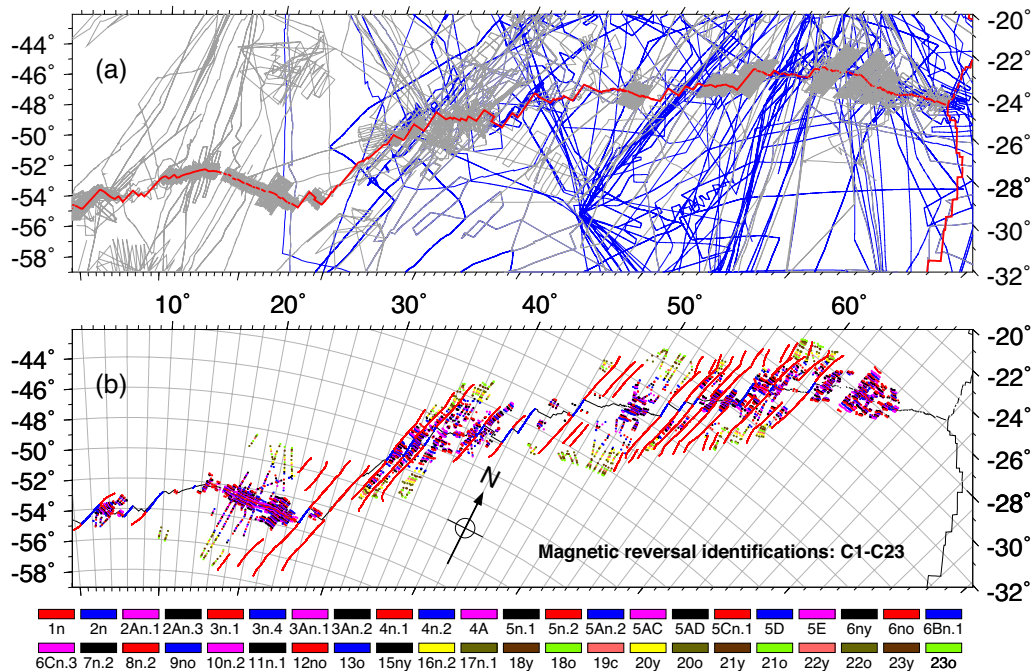 -44° -20°
-46° (a) -22°
-48° -24°
-50° -26°
-52° -28°
-54° -30°
-56° -32°
-58°
10° 20° 30° 40° 50° 60°
-44° -20°
-46° (b) -22°
-48° -24°
-50° N -26°
-52° -28°
-54° -30°
-56° Magnetic reversal identifications: C1-C23 -32°
-58°
1n 2n 2An.1 2An.3 3n.1 3n.4 3An.1 3An.2 4n.1 4n.2 4A 5n.1 5n.2 5An.2 5AC 5AD 5Cn.1 5D 5E 6ny 6no 6Bn.1
6Cn.3 7n.2 8n.2 9no 10n.2 11n.1 12no 13o 15ny 16n.2 17n.1 18y 18o 19c 20y 20o 21y 21o 22y 22o 23y 23o